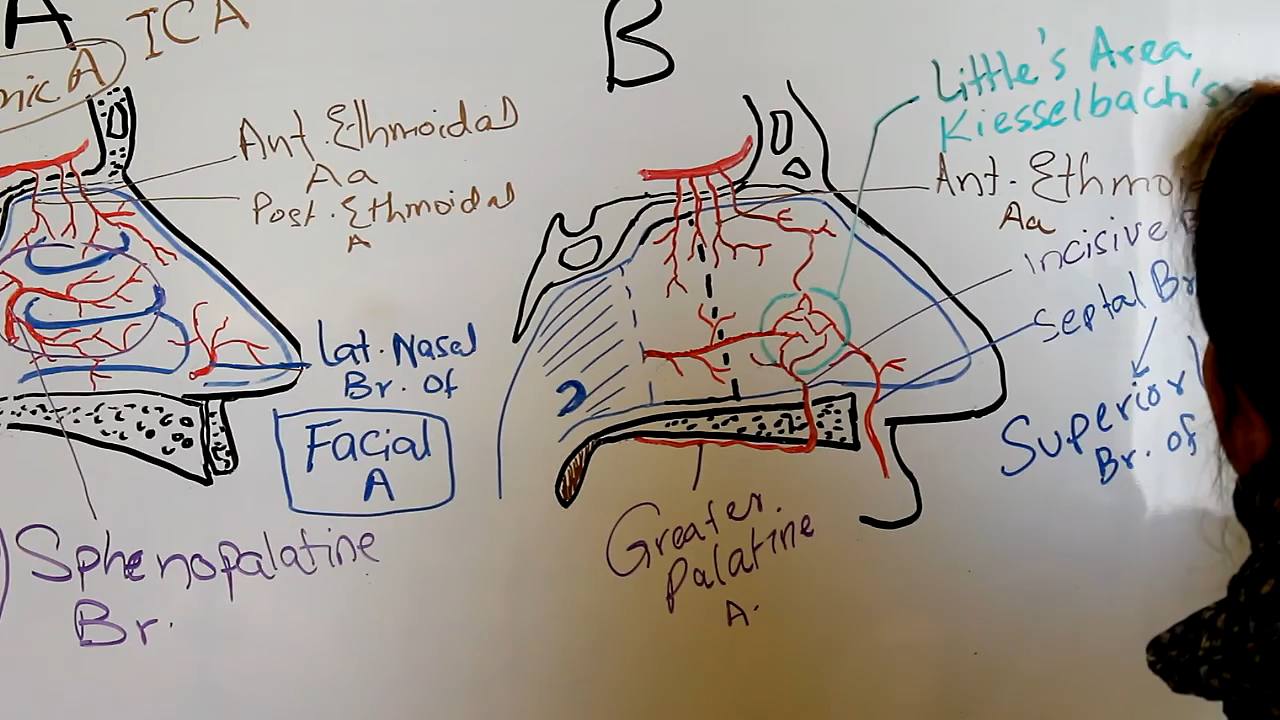 A
ICA
mic A
Ant. Ethmoidal
Aa
Post. Ethmoidal
A
Lat. Nasal
Br. Of
Facial
A
Sphenopalatine
Br.
B
Little's Area
Kiesselbach's
Ant. Ethmoi
Aa
Incisive
Septal Br
Superior
Br. of
Greater
Palatine
A.